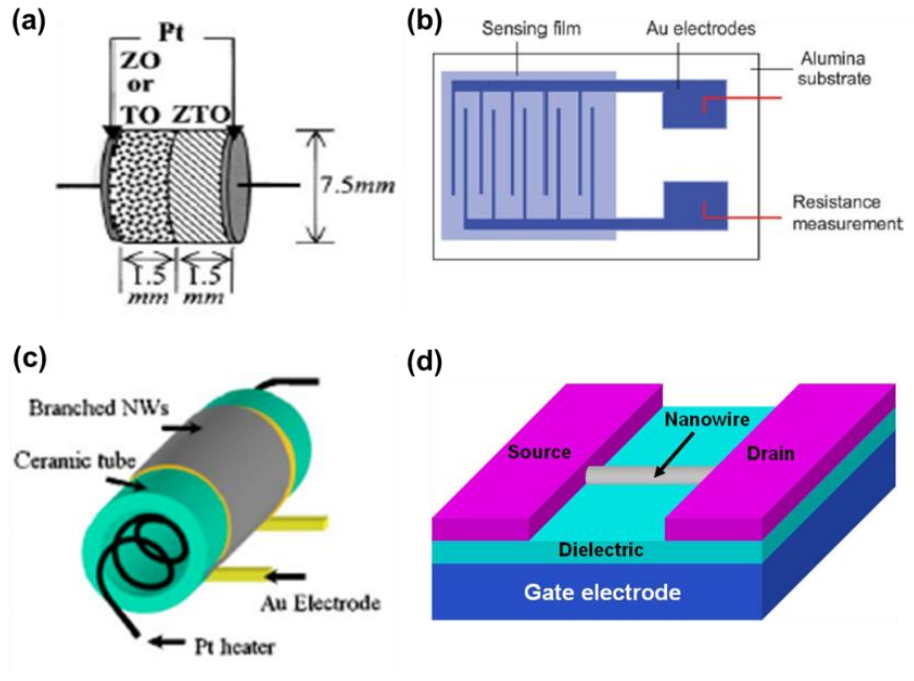 (a)
Pt
ZO
or
TO ZTO
7.5mm
1.5 1.5
mm mm
(b)
Sensing film
Au electrodes
Alumina
substrate
Resistance
measurement
(c)
Branched NWs
Ceramic tube
Au Electrode
Pt heater
(d)
Nanowire
Source
Drain
Dielectric
Gate electrode